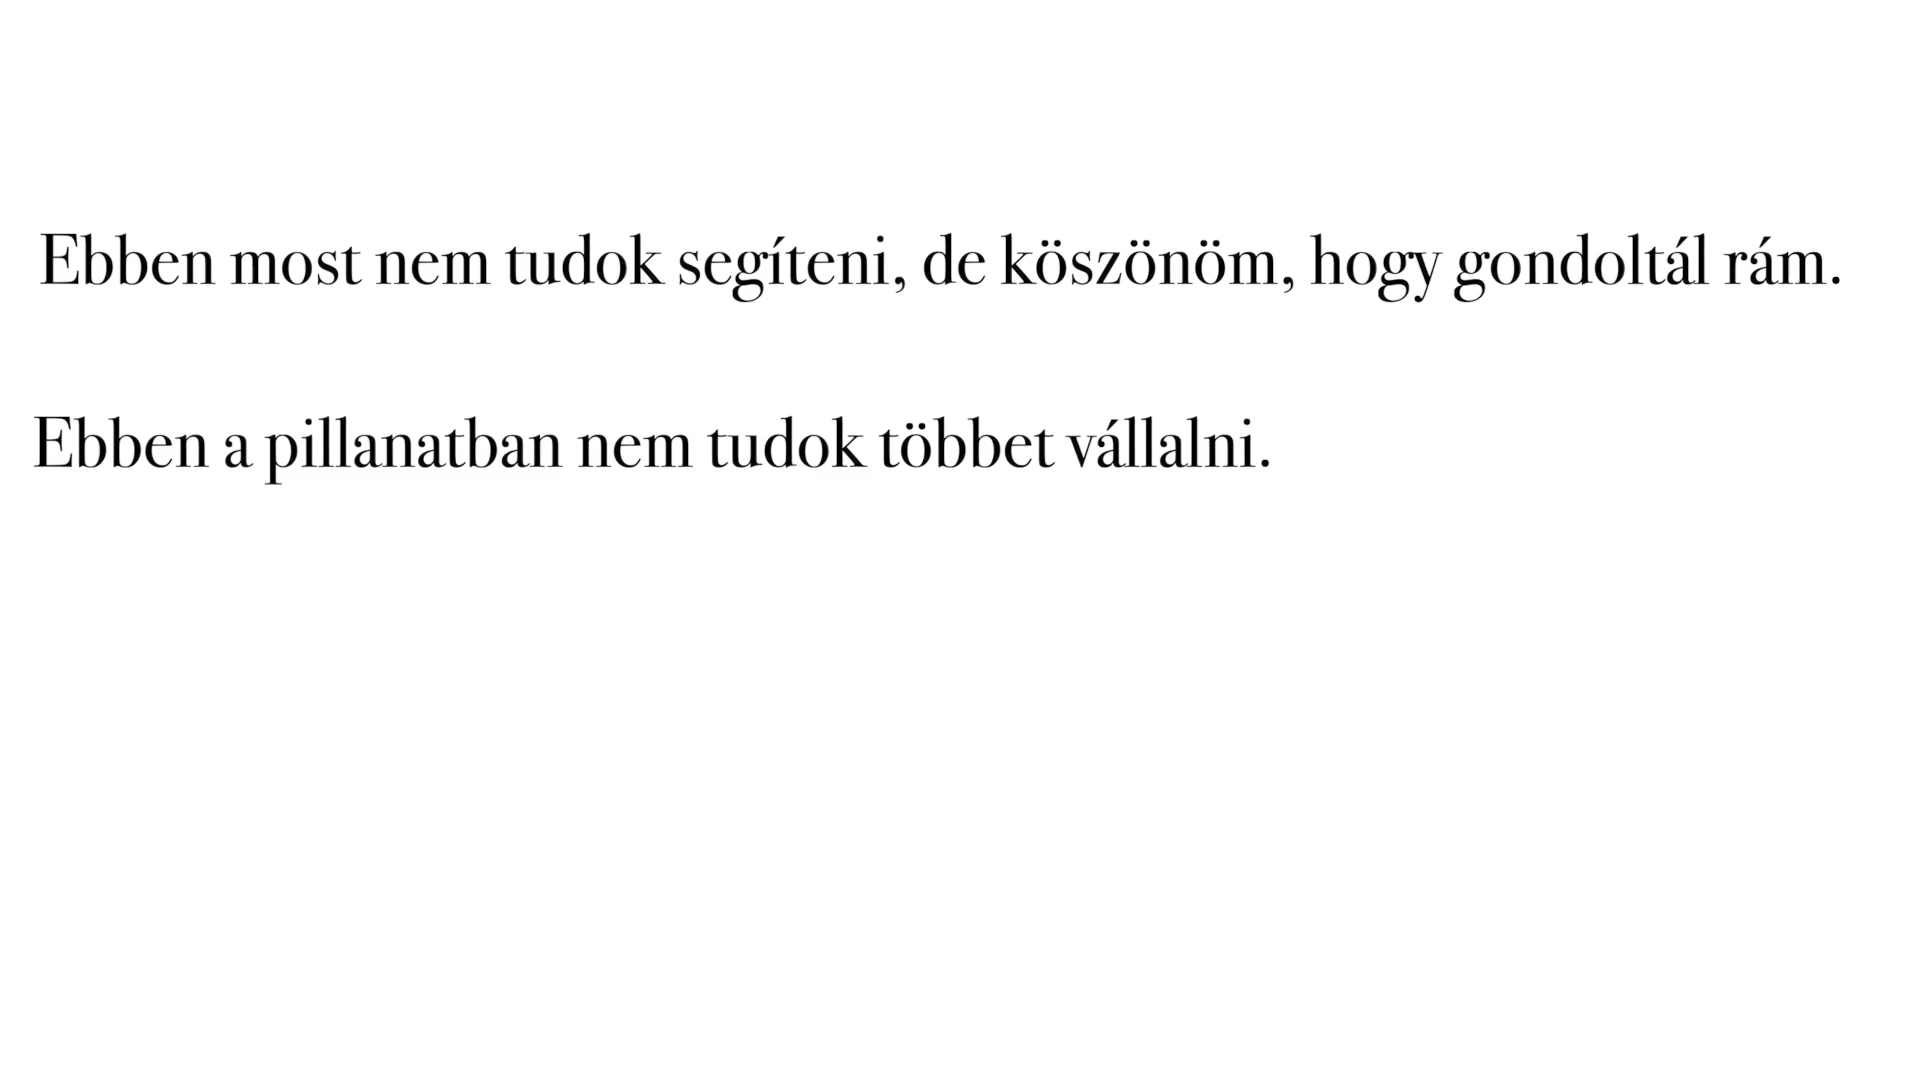 Ebben most nem tudok segíteni, de köszönöm, hogy gondoltál rám.
Ebben a pillanatban nem tudok többet vállalni.